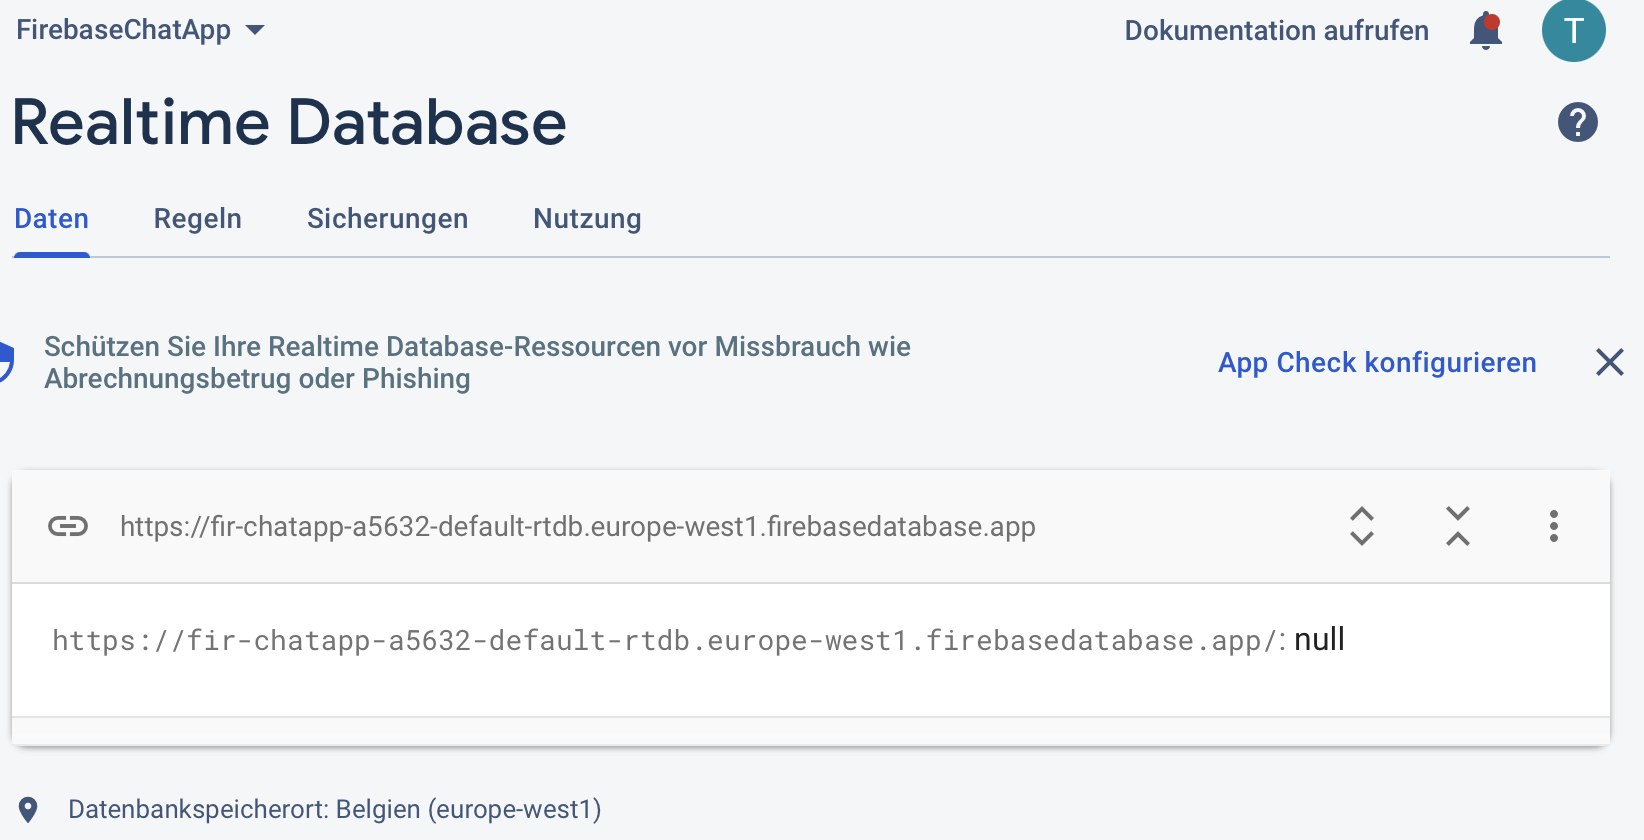 FirebaseChatApp
Dokumentation aufrufen
T
Realtime Database
?
Daten Regeln Sicherungen Nutzung
Schützen Sie Ihre Realtime Database-Ressourcen vor Missbrauch wie
Abrechnungsbetrug oder Phishing
App Check konfigurieren
https://fir-chatapp-a5632-default-rtdb.europe-west1.firebasedatabase.app
https://fir-chatapp-a5632-default-rtdb.europe-west1.firebasedatabase.app/: null
Datenbankspeicherort: Belgien (europe-west1)